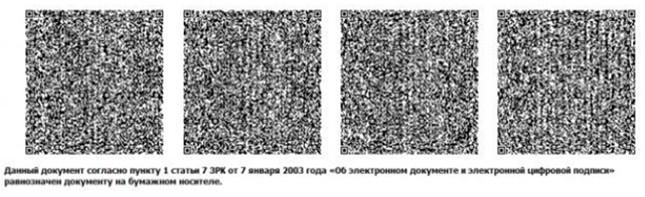 Данный документ согласно пункту 1 статьи 7 ЗРК от 7 января 2003 года «Об электронном документе и электронной цифровой подписи»
равнозначен документу на бумажном носителе.